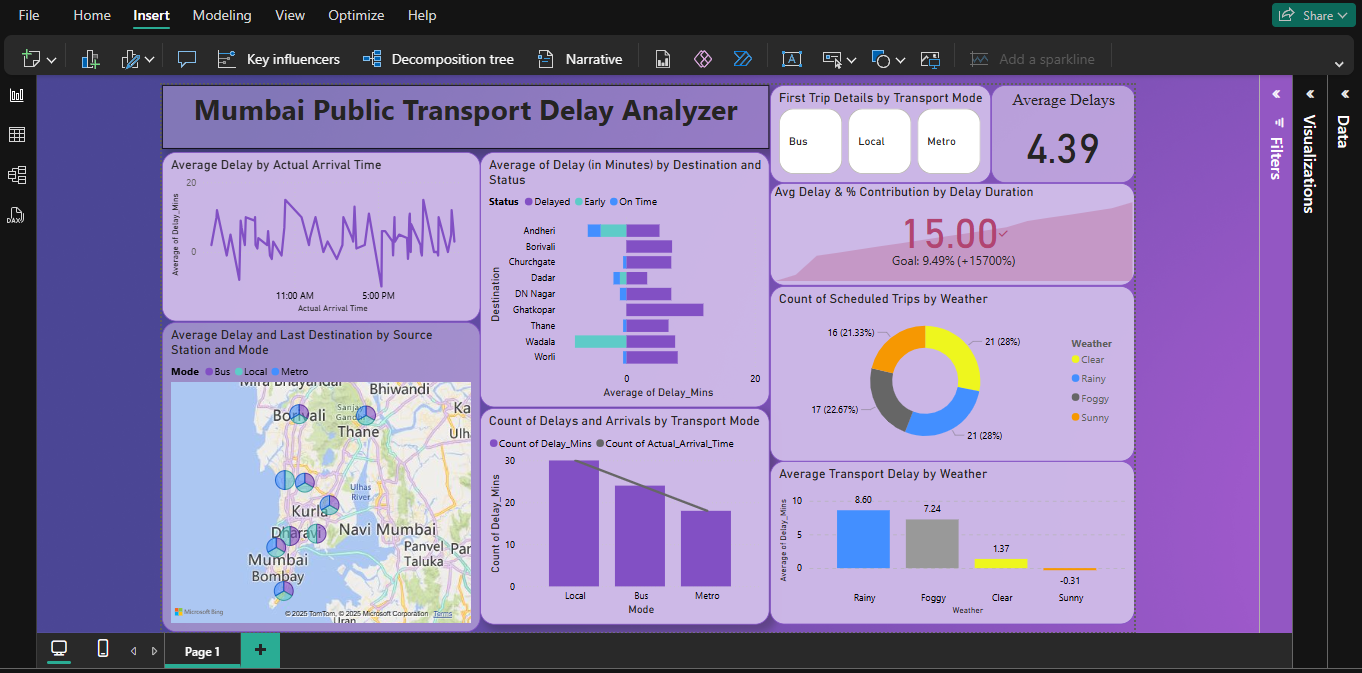 File Home Insert Modeling View Optimize Help Share
Key influencers Decomposition tree Narrative Add a sparkline
DAX
Mumbai Public Transport Delay Analyzer
First Trip Details by Transport Mode
Bus Local Metro
Average Delays
4.39
Filters
Visualizations
Data
Average Delay by Actual Arrival Time
20
0
Average of Delay_Mins
11:00 AM 5:00 PM
Actual Arrival Time
Average of Delay (in Minutes) by Destination and
Status
Status Delayed Early On Time
Destination
Andheri
Borivali
Churchgate
Dadar
DN Nagar
Ghatkopar
Thane
Wadala
Worli
0 20
Average of Delay_Mins
Avg Delay & % Contribution by Delay Duration
15.00
Goal: 9.49% (+15700%)
Average Delay and Last Destination by Source
Station and Mode
Mode Bus Local Metro
Mira Bhayandar
Bhiwandi
Borivali
Sanjay
Gandhi
Ka
Thane
Ulh
Ulhas
River
Kurla
Dharavi
Navi Mumbai
Mumbai
Bombay
Panvel
Taluka
Par
Microsoft Bing
© 2025 TomTom, © 2025 Microsoft Corporation Terms
Uran
Count of Delays and Arrivals by Transport Mode
Count of Delay_Mins Count of Actual_Arrival_Time
Count of Delay_Mins
30
20
10
0
Local Bus Metro
Mode
Count of Scheduled Trips by Weather
16 (21.33%)
21 (28%)
17 (22.67%)
21 (28%)
Weather
Clear
Rainy
Foggy
Sunny
Average Transport Delay by Weather
Average of Delay_Mins
10
5
0
8.60
7.24
1.37
-0.31
Rainy Foggy Clear Sunny
Weather
Page 1